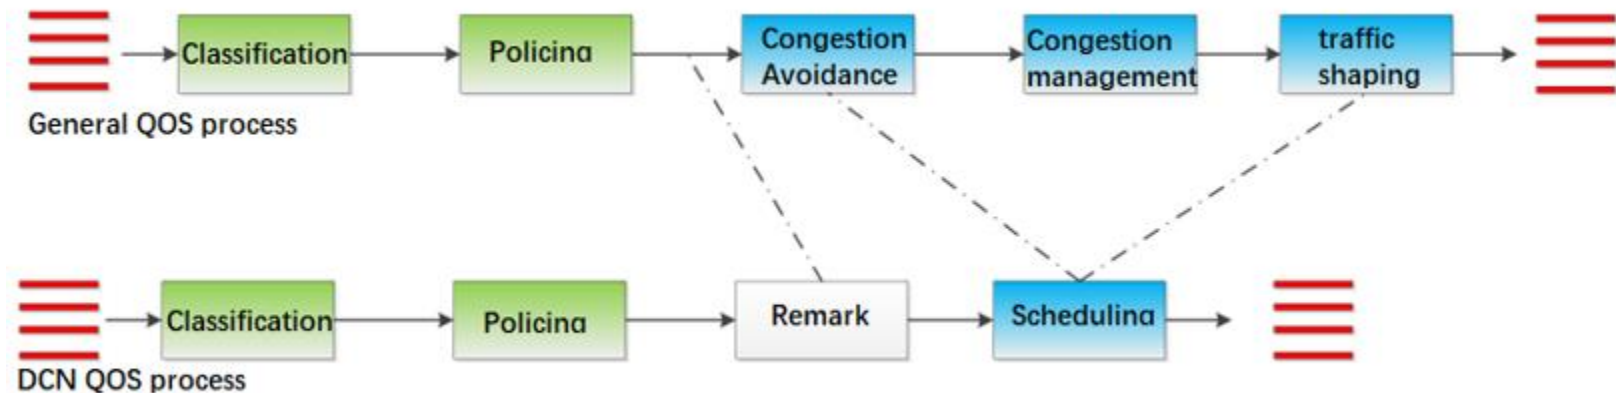 Classification
Policing
Congestion
Avoidance
Congestion
management
traffic
shaping
General QOS process
Classification
Policing
Remark
Scheduling
DCN QOS process